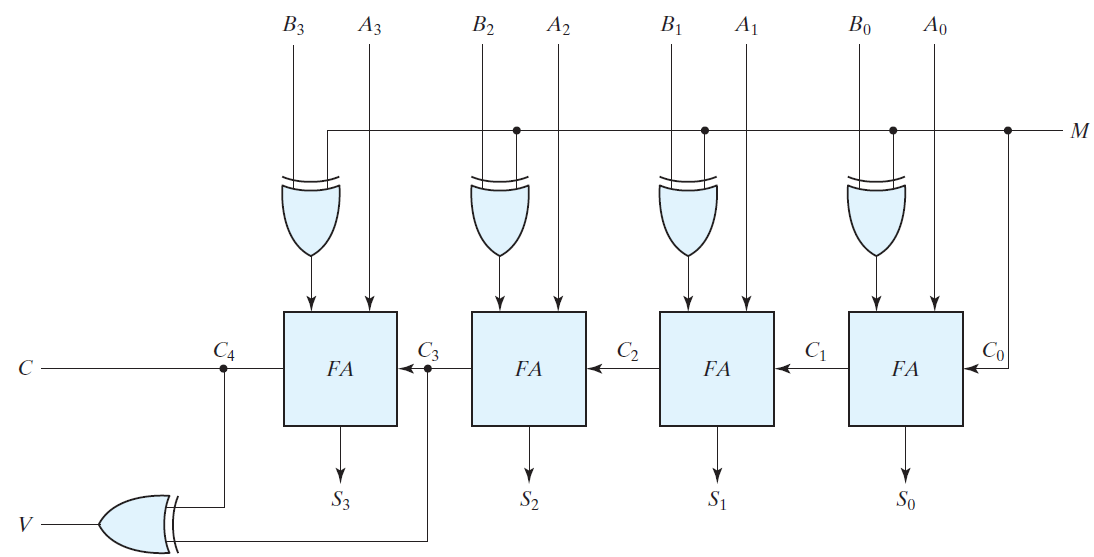 B3 A3 B2 A2 B1 A1 B0 A0
M
C4 C3 C2 C1 C0
C FA FA FA FA
S3 S2 S1 S0
V